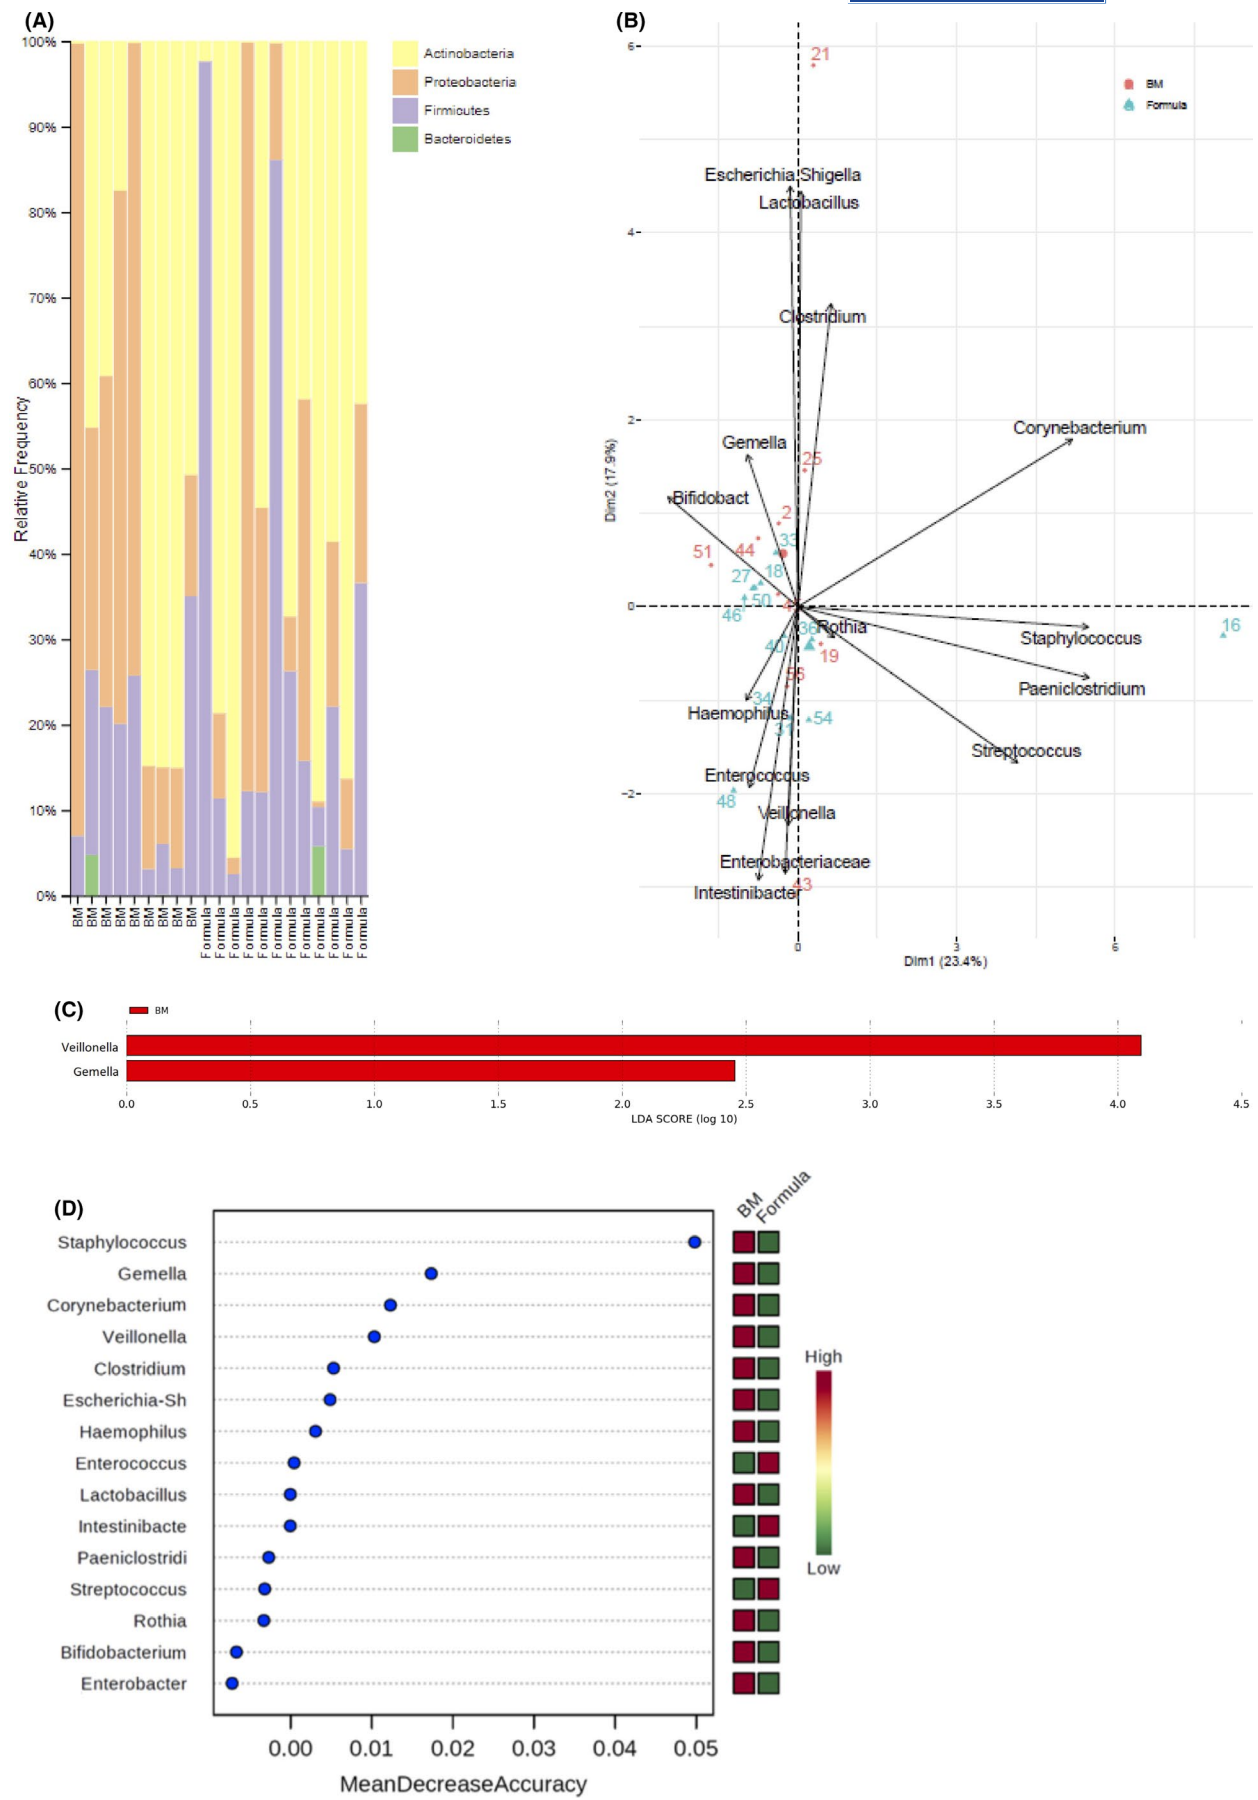 (A)
100%
90%
80%
70%
60%
50%
40%
30%
20%
10%
0%
Relative Frequency
BM
BM
BM
BM
BM
BM
BM
BM
BM
Formula
Formula
Formula
Formula
Formula
Formula
Formula
Formula
Formula
Formula
Formula
Formula
Actinobacteria
Proteobacteria
Firmicutes
Bacteroidetes
(B)
BM
Formula
6
4
2
0
-2
Dim2 (17.9%)
0
3
6
Dim1 (23.4%)
21
Escherichia.Shigella
Lactobacillus
Clostridium
Corynebacterium
Gemella
25
Bifidobact
2
33
51
44
18
27
50
46
4
36
Rothia
16
Staphylococcus
40
19
55
Paeniclostridium
34
Haemophilus
31
54
Streptococcus
Enterococcus
48
Veillonella
Enterobacteriaceae
43
Intestinibacter
(C)
BM
Veillonella
Gemella
0.0
0.5
1.0
1.5
2.0
2.5
3.0
3.5
4.0
4.5
LDA SCORE (log 10)
(D)
BM
Formula
Staphylococcus
Gemella
Corynebacterium
Veillonella
Clostridium
Escherichia-Sh
Haemophilus
Enterococcus
Lactobacillus
Intestinibacte
Paeniclostridi
Streptococcus
Rothia
Bifidobacterium
Enterobacter
High
Low
0.00
0.01
0.02
0.03
0.04
0.05
MeanDecreaseAccuracy